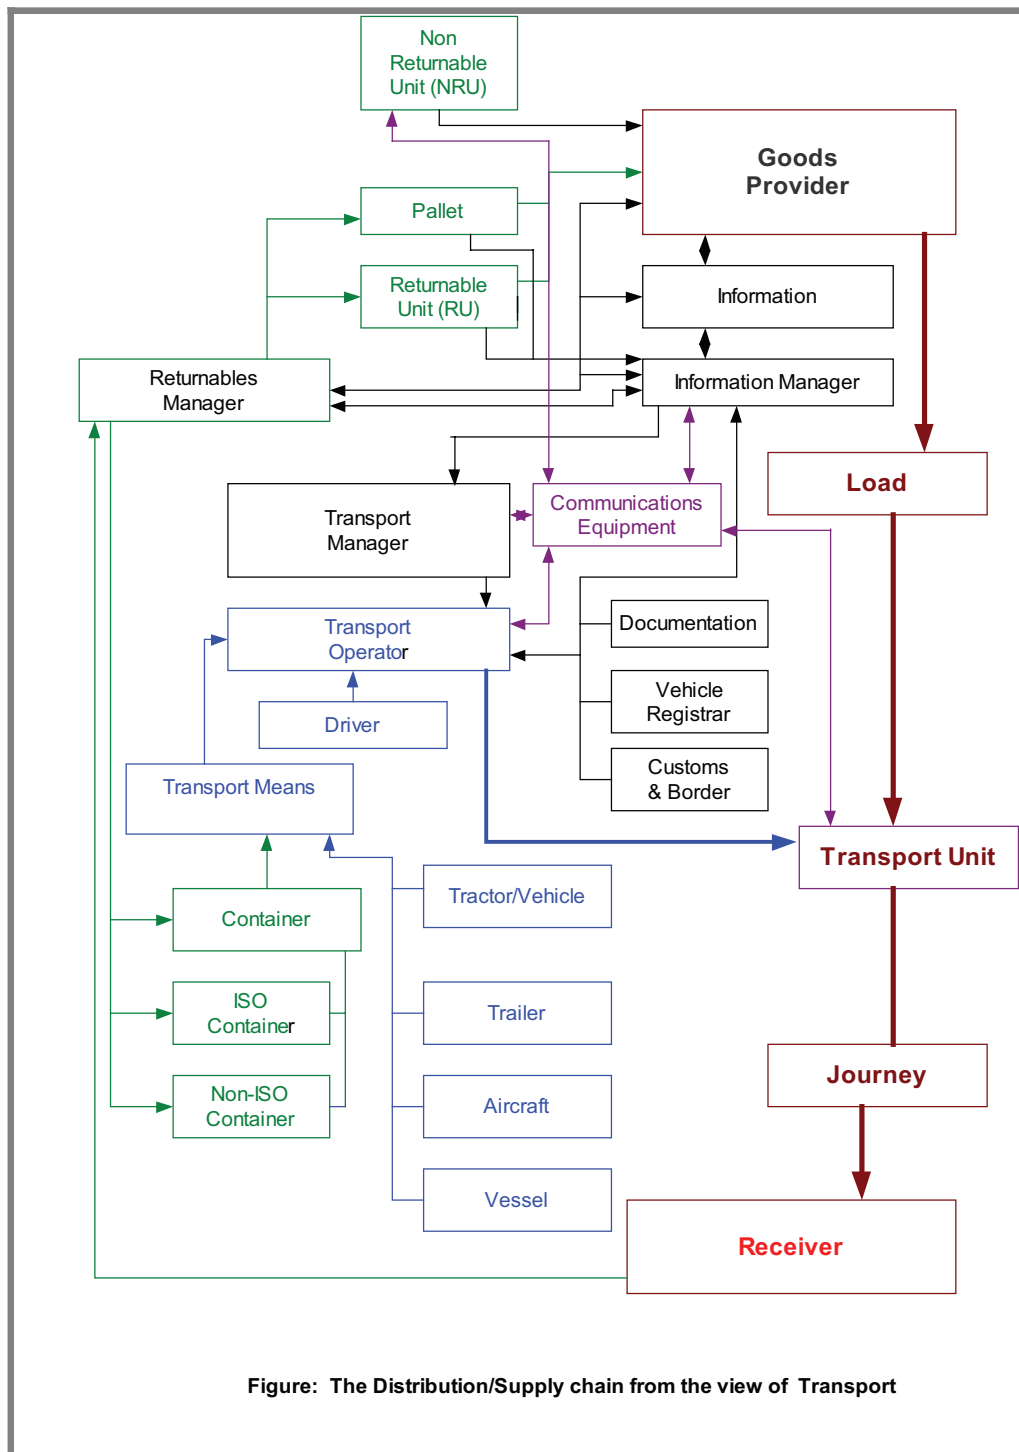 Non
Returnable
Unit (NRU)
Goods
Provider
Pallet
Returnable
Unit (RU)
Information
Returnables
Manager
Information Manager
Load
Communications
Equipment
Transport
Manager
Transport
Operator
Documentation
Vehicle
Registrar
Driver
Customs
& Border
Transport Means
Transport Unit
Tractor/Vehicle
Container
ISO
Container
Trailer
Journey
Non-ISO
Container
Aircraft
Vessel
Receiver
Figure: The Distribution/Supply chain from the view of Transport